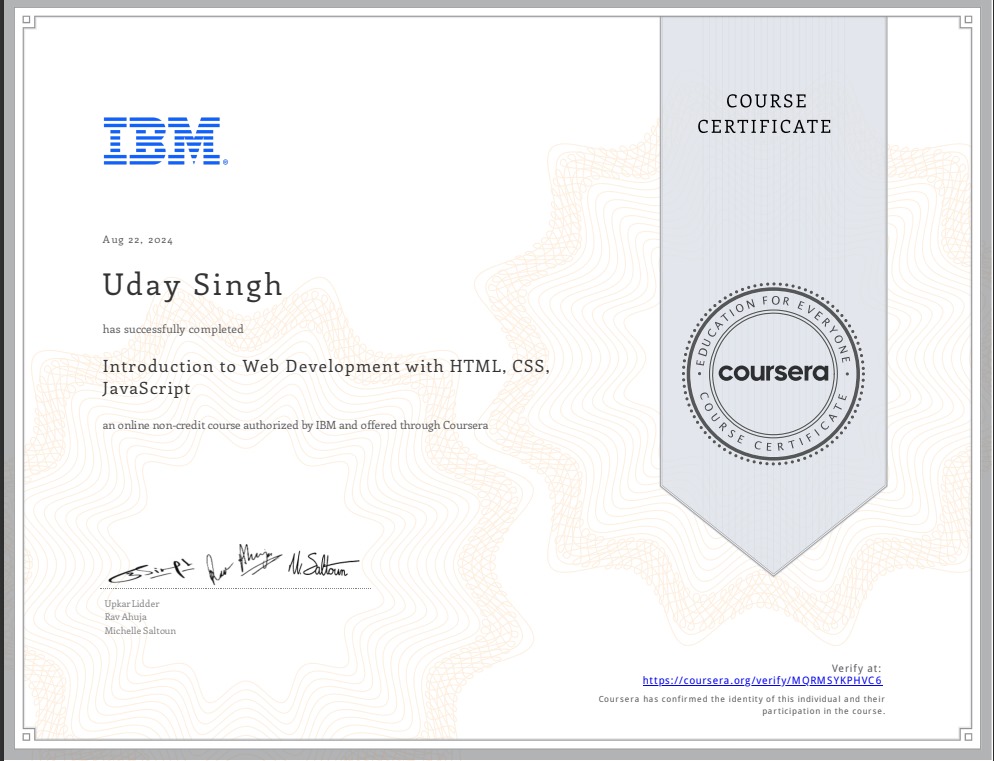 COURSE
CERTIFICATE
IBM®
Aug 22, 2024
Uday Singh
has successfully completed
Introduction to Web Development with HTML, CSS,
JavaScript
an online non-credit course authorized by IBM and offered through Coursera
EDUCATION FOR EVERYONE
coursera
COURSE CERTIFICATE
M. Saltoun
Upkar Lidder
Rav Ahuja
Michelle Saltoun
Verify at:
https://coursera.org/verify/MQRMSYKPHVC6
Coursera has confirmed the identity of this individual and their
participation in the course.